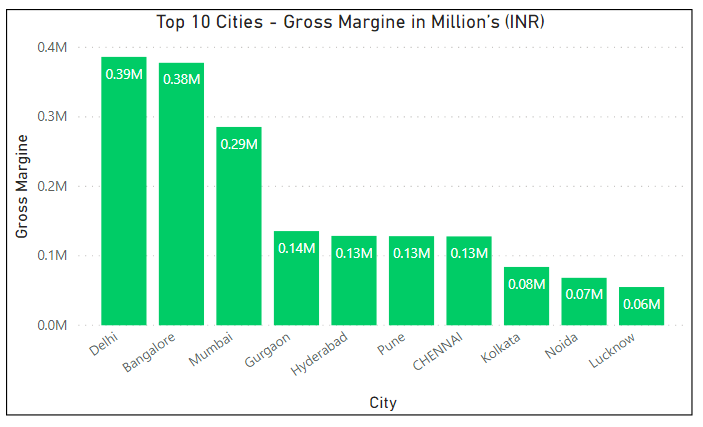 Top 10 Cities - Gross Margine in Million's (INR)
Gross Margine
0.4M
0.3M
0.2M
0.1M
0.0M
0.39M
0.38M
0.29M
0.14M
0.13M
0.13M
0.13M
0.08M
0.07M
0.06M
Delhi
Bangalore
Mumbai
Gurgaon
Hyderabad
Pune
CHENNAI
Kolkata
Noida
Lucknow
City